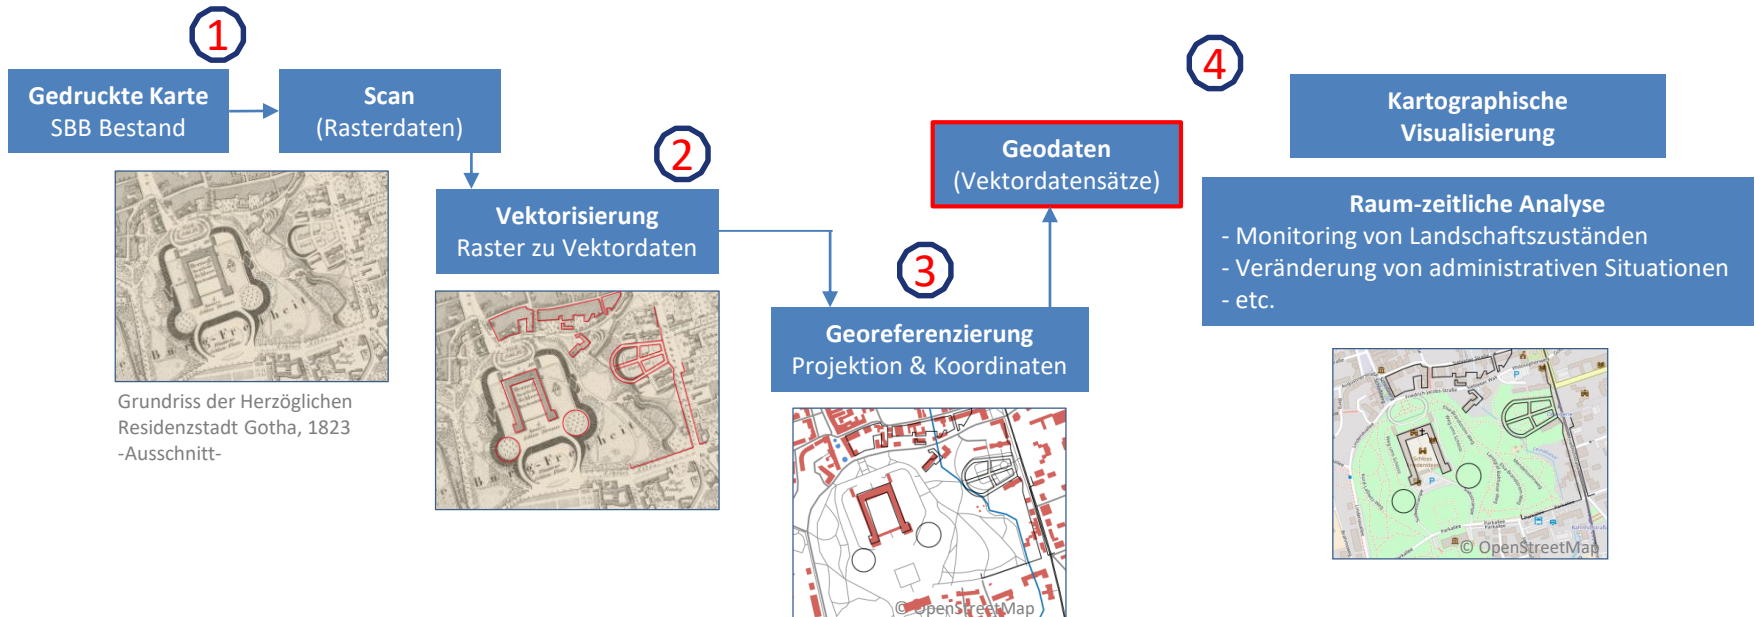 1
Gedruckte Karte
SBB Bestand
Scan
(Rasterdaten)
Grundriss der Herzöglichen
Residenzstadt Gotha, 1823
-Ausschnitt-
2
Vektorisierung
Raster zu Vektordaten
3
Georeferenzierung
Projektion & Koordinaten
© OpenStreetMap
Geodaten
(Vektordatensätze)
4
Kartographische
Visualisierung
Raum-zeitliche Analyse
- Monitoring von Landschaftszuständen
- Veränderung von administrativen Situationen
- etc.
Parkallee
Parkallee
© OpenStreetMap